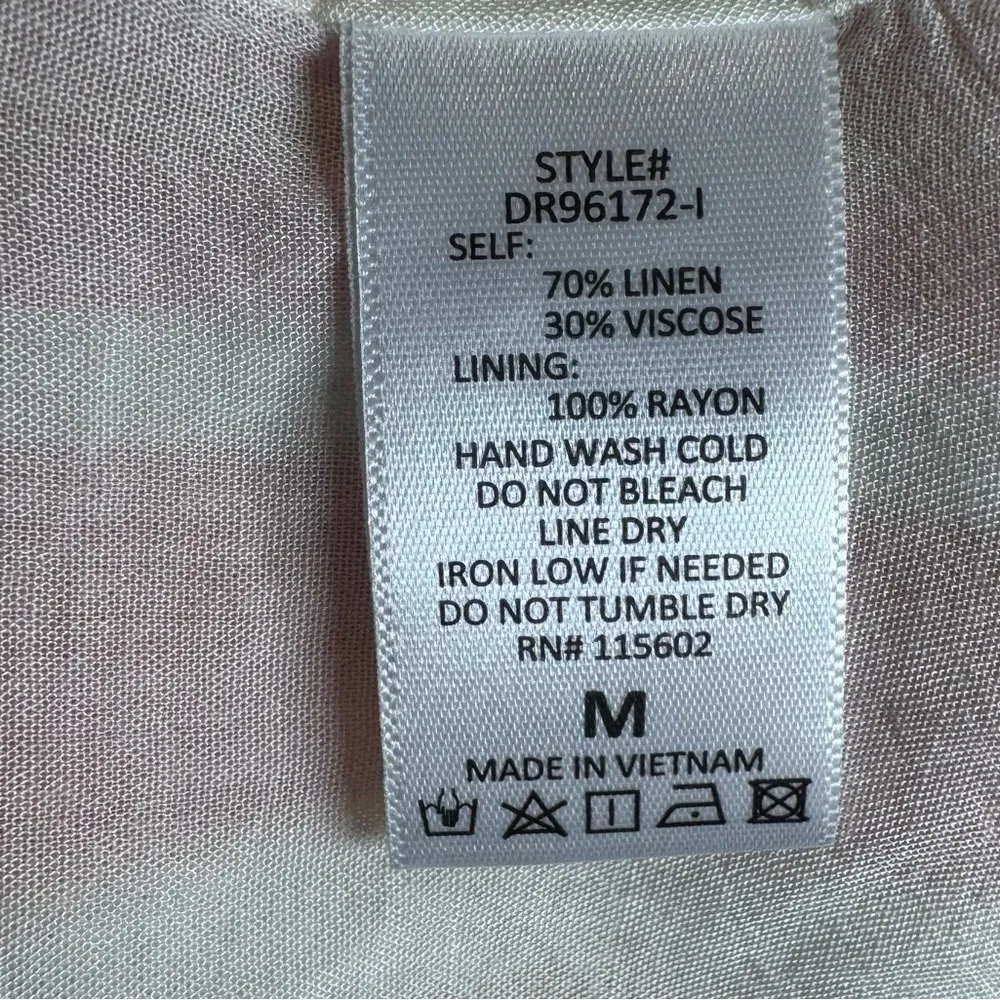 STYLE#
DR96172-I
SELF:
70% LINEN
30% VISCOSE
LINING:
100% RAYON
HAND WASH COLD
DO NOT BLEACH
LINE DRY
IRON LOW IF NEEDED
DO NOT TUMBLE DRY
RN# 115602
M
MADE IN VIETNAM